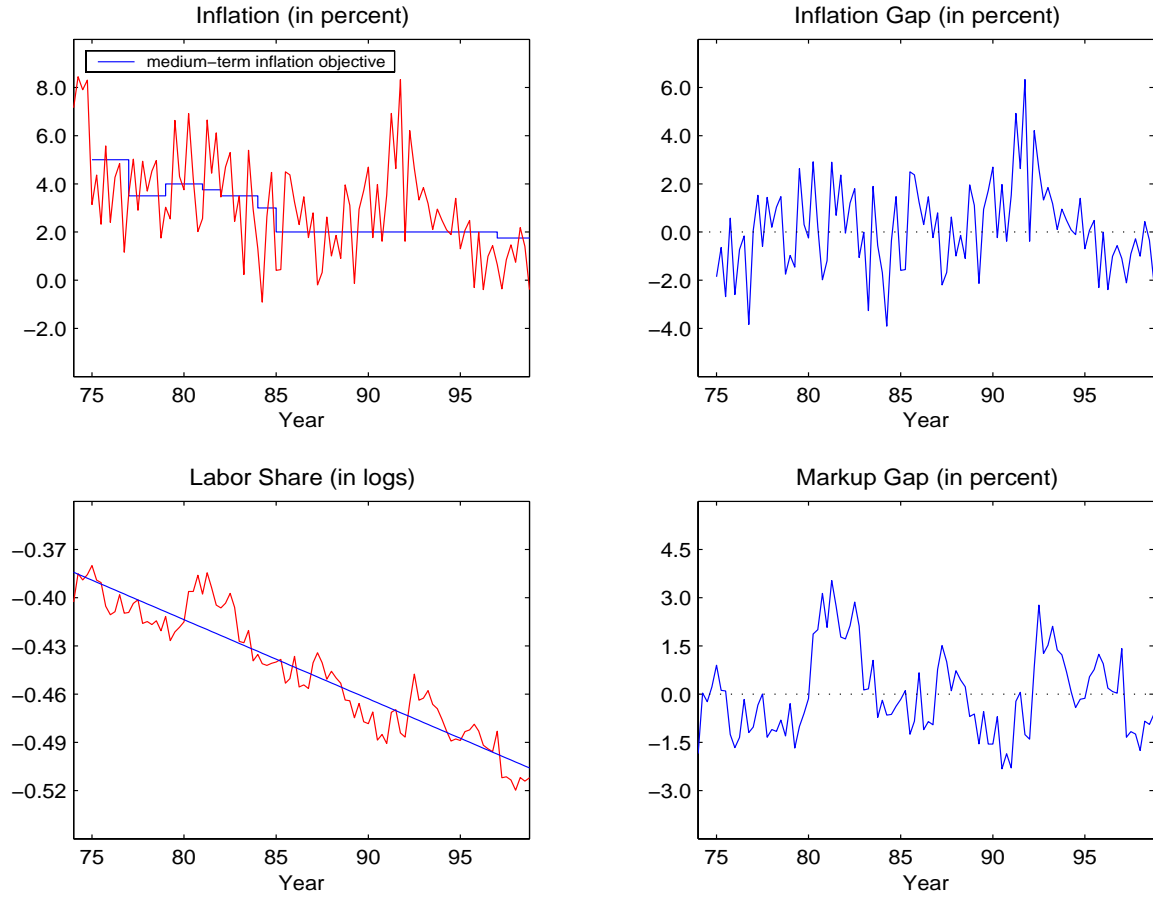 Inflation (in percent)
medium−term inflation objective
8.0
6.0
4.0
2.0
0.0
−2.0
75 80 85 90 95
Year
Inflation Gap (in percent)
6.0
4.0
2.0
0.0
−2.0
−4.0
75 80 85 90 95
Year
Labor Share (in logs)
−0.37
−0.40
−0.43
−0.46
−0.49
−0.52
75 80 85 90 95
Year
Markup Gap (in percent)
4.5
3.0
1.5
0.0
−1.5
−3.0
75 80 85 90 95
Year